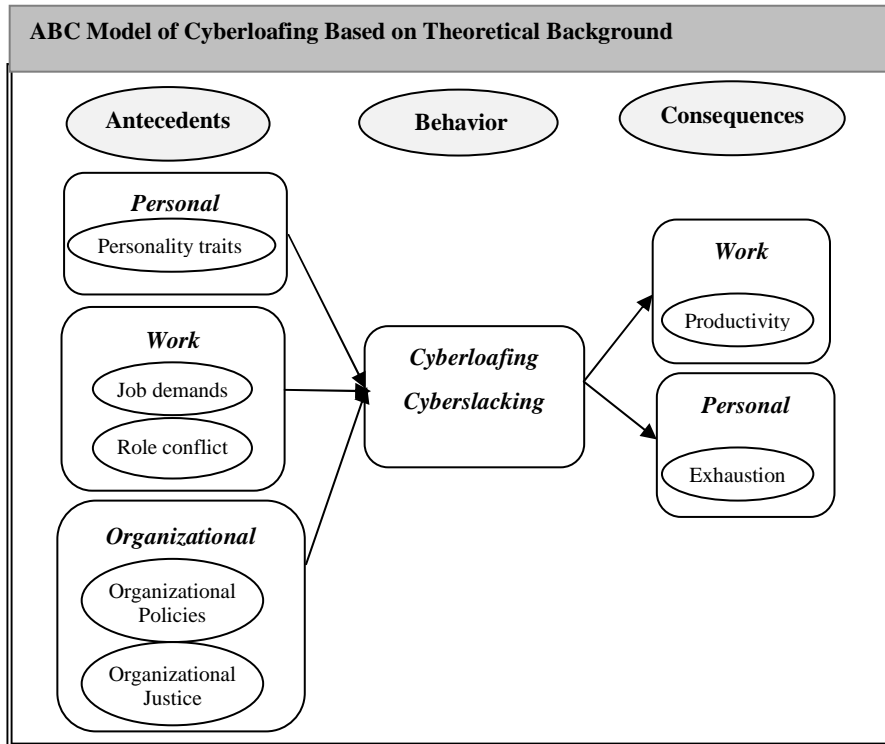 ABC Model of Cyberloafing Based on Theoretical Background
Antecedents
Behavior
Consequences
Personal
Personality traits
Work
Job demands
Role conflict
Organizational
Organizational
Policies
Organizational
Justice
Cyberloafing
Cyberslacking
Work
Productivity
Personal
Exhaustion